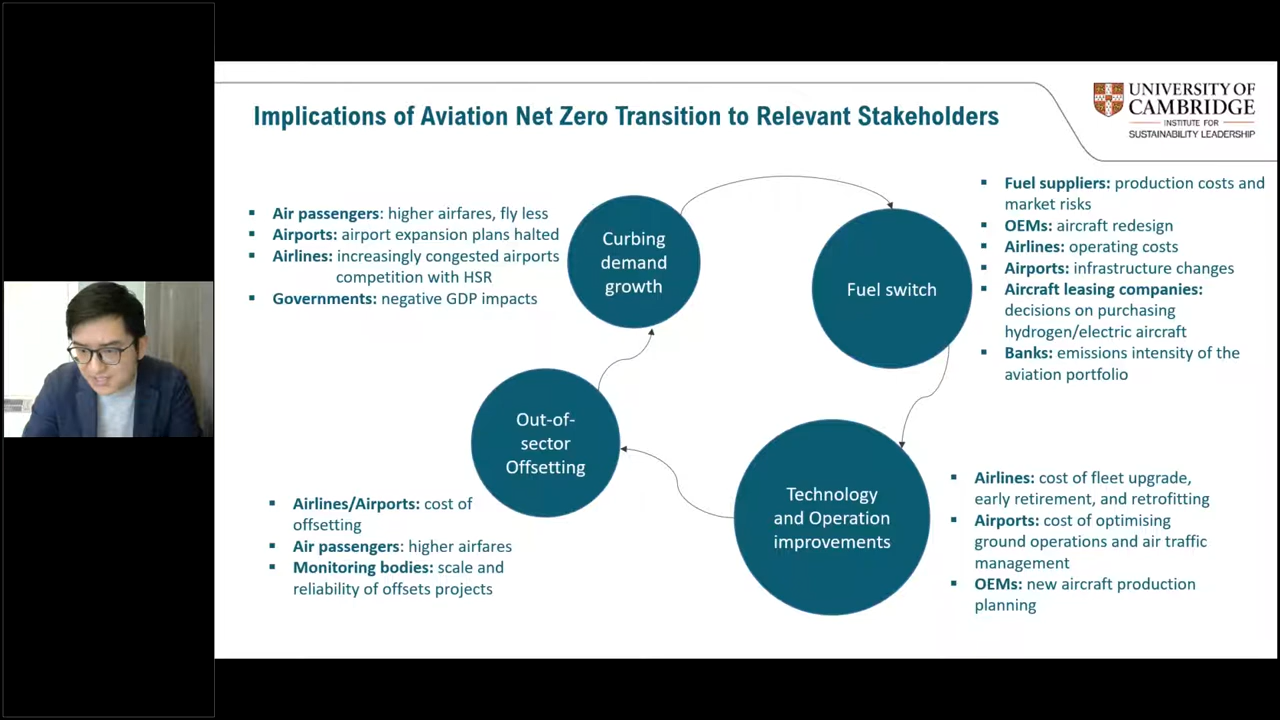 Implications of Aviation Net Zero Transition to Relevant Stakeholders
UNIVERSITY OF
CAMBRIDGE
INSTITUTE FOR
SUSTAINABILITY LEADERSHIP
▪ Air passengers: higher airfares, fly less
▪ Airports: airport expansion plans halted
▪ Airlines: increasingly congested airports
competition with HSR
▪ Governments: negative GDP impacts
Curbing
demand
growth
Fuel switch
▪ Fuel suppliers: production costs and
market risks
▪ OEMs: aircraft redesign
▪ Airlines: operating costs
▪ Airports: infrastructure changes
▪ Aircraft leasing companies:
decisions on purchasing
hydrogen/electric aircraft
▪ Banks: emissions intensity of the
aviation portfolio
Out-of-
sector
Offsetting
▪ Airlines/Airports: cost of
offsetting
▪ Air passengers: higher airfares
▪ Monitoring bodies: scale and
reliability of offsets projects
Technology
and Operation
improvements
▪ Airlines: cost of fleet upgrade,
early retirement, and retrofitting
▪ Airports: cost of optimising
ground operations and air traffic
management
▪ OEMs: new aircraft production
planning